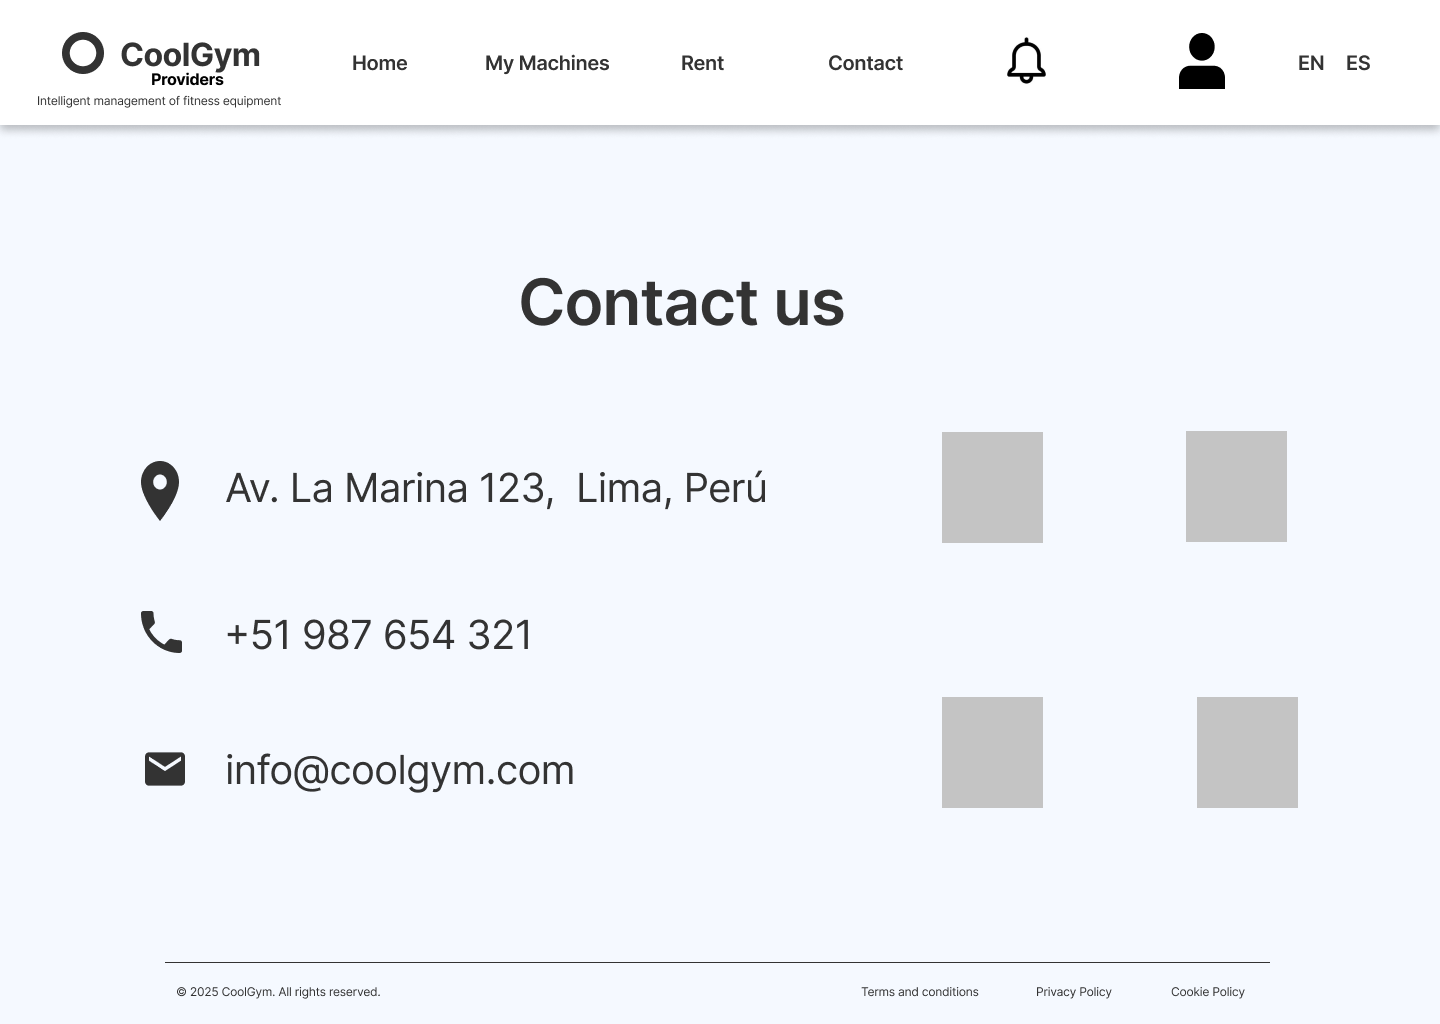 CoolGym
Providers
Intelligent management of fitness equipment
Home My Machines Rent Contact EN ES
Contact us
Av. La Marina 123, Lima, Perú
+51 987 654 321
info@coolgym.com
© 2025 CoolGym. All rights reserved. Terms and conditions Privacy Policy Cookie Policy